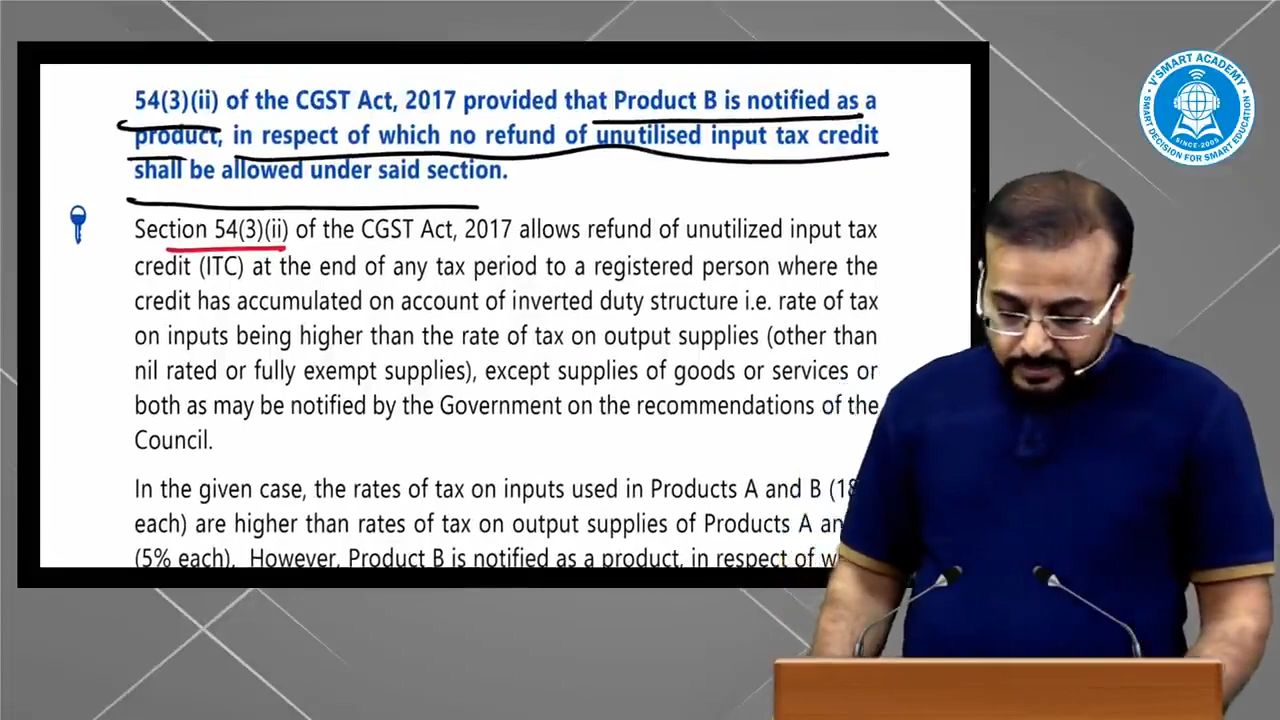 54(3)(ii) of the CGST Act, 2017 provided that Product B is notified as a
product, in respect of which no refund of unutilised input tax credit
shall be allowed under said section.
Section 54(3)(ii) of the CGST Act, 2017 allows refund of unutilized input tax
credit (ITC) at the end of any tax period to a registered person where the
credit has accumulated on account of inverted duty structure i.e. rate of tax
on inputs being higher than the rate of tax on output supplies (other than
nil rated or fully exempt supplies), except supplies of goods or services or
both as may be notified by the Government on the recommendations of the
Council.
In the given case, the rates of tax on inputs used in Products A and B
each) are higher than rates of tax on output supplies of Products A
(5% each). However, Product B is notified as a product, in respect of
V'SMART ACADEMY
SINCE-2003
SMART DECISION FOR SMART EDUCATION